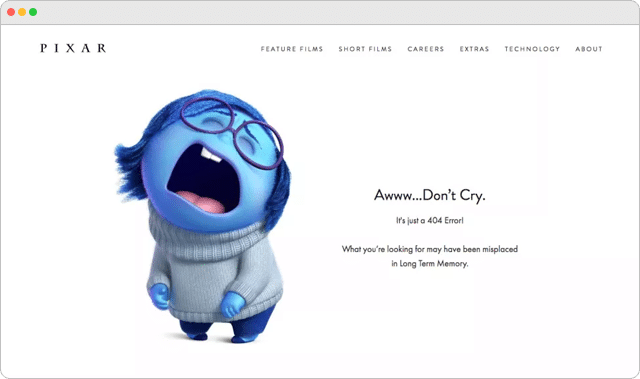 PIXAR
FEATURE FILMS SHORT FILMS CAREERS EXTRAS TECHNOLOGY ABOUT
Awww...Don't Cry.
It's just a 404 Error!
What you're looking for may have been misplaced
in Long Term Memory.